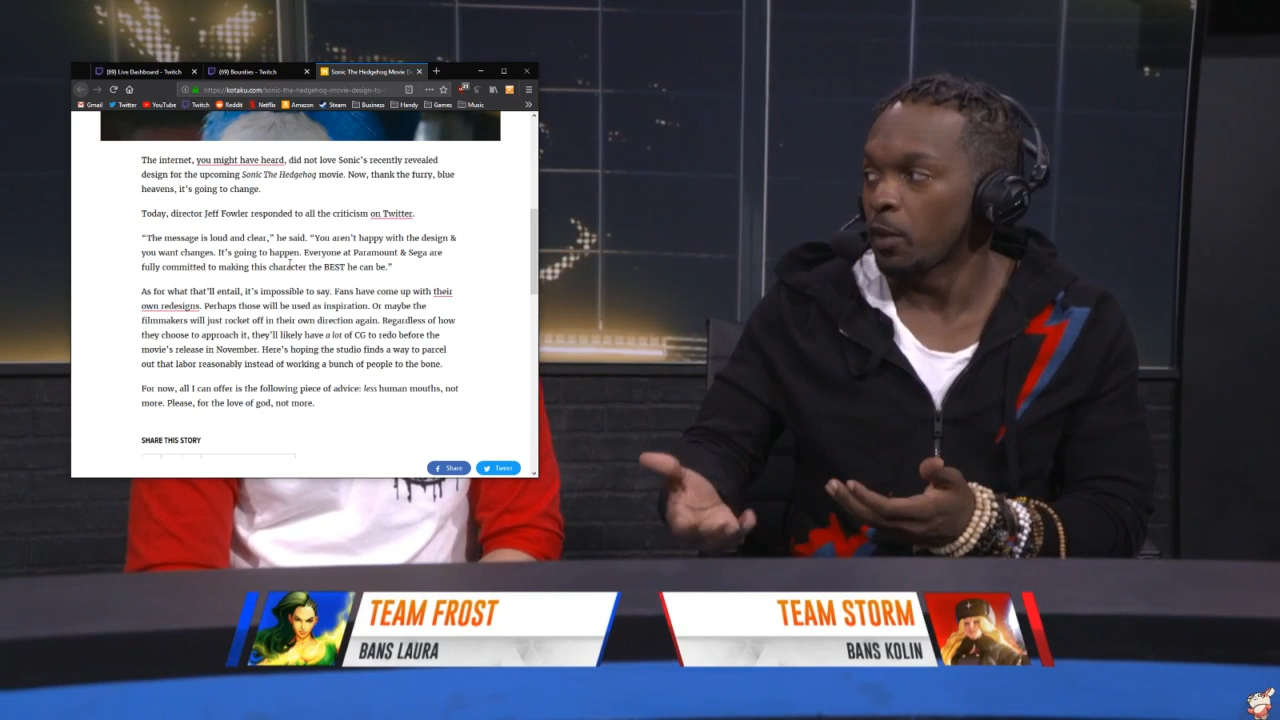 (69) Live Dashboard - Twitch
(69) Bounties - Twitch
Sonic The Hedgehog Movie D
https://kotaku.com/sonic-the-hedgehog-movie-design-to-
Gmail Twitter YouTube Twitch Reddit Netflix Amazon Steam Business Handy Games Music
The internet, you might have heard, did not love Sonic's recently revealed
design for the upcoming Sonic The Hedgehog movie. Now, thank the furry, blue
heavens, it's going to change.
Today, director Jeff Fowler responded to all the criticism on Twitter.
“The message is loud and clear,” he said. “You aren't happy with the design &
you want changes. It's going to happen. Everyone at Paramount & Sega are
fully committed to making this character the BEST he can be.”
As for what that'll entail, it's impossible to say. Fans have come up with their
own redesigns. Perhaps those will be used as inspiration. Or maybe the
filmmakers will just rocket off in their own direction again. Regardless of how
they choose to approach it, they'll likely have a lot of CG to redo before the
movie's release in November. Here's hoping the studio finds a way to parcel
out that labor reasonably instead of working a bunch of people to the bone.
For now, all I can offer is the following piece of advice: less human mouths, not
more. Please, for the love of god, not more.
SHARE THIS STORY
Share
Tweet
TEAM FROST
BANS LAURA
TEAM STORM
BANS KOLIN